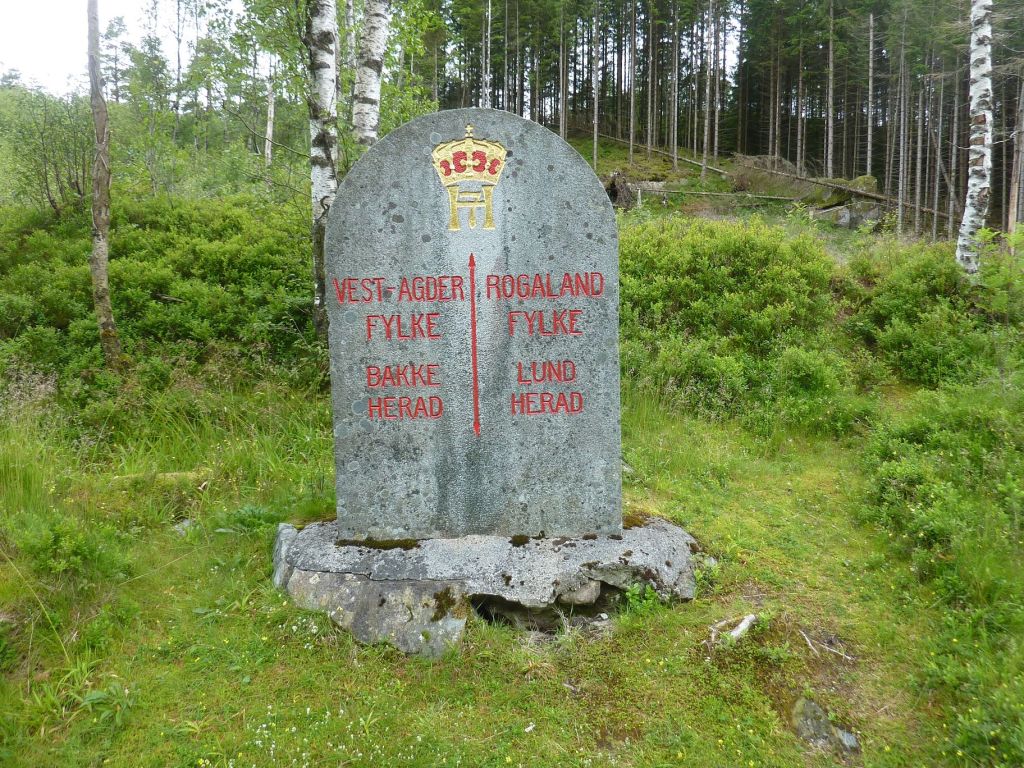 VEST-AGDER
FYLKE
BAKKE
HERAD
ROGALAND
FYLKE
LUND
HERAD